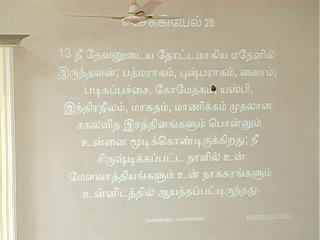 எசேக்கியேல் 28
13 நீ தேவனுடைய தோட்டமாகிய ஏதேனில்
இருந்தவன்; பத்மராகம், புஷ்பராகம், வைரம்,
படிகப்பச்சை, கோமேதகம், யஸ்பி,
இந்திரநீலம், மரகதம், மாணிக்கம் முதலான
சகலவித இரத்தினங்களும் பொன்னும்
உன்னை மூடிக்கொண்டிருக்கிறது; நீ
சிருஷ்டிக்கப்பட்ட நாளில் உன்
மேளவாத்தியங்களும் உன் நாகசுரங்களும்
உன்னிடத்தில் ஆயத்தப்பட்டிருந்தது.